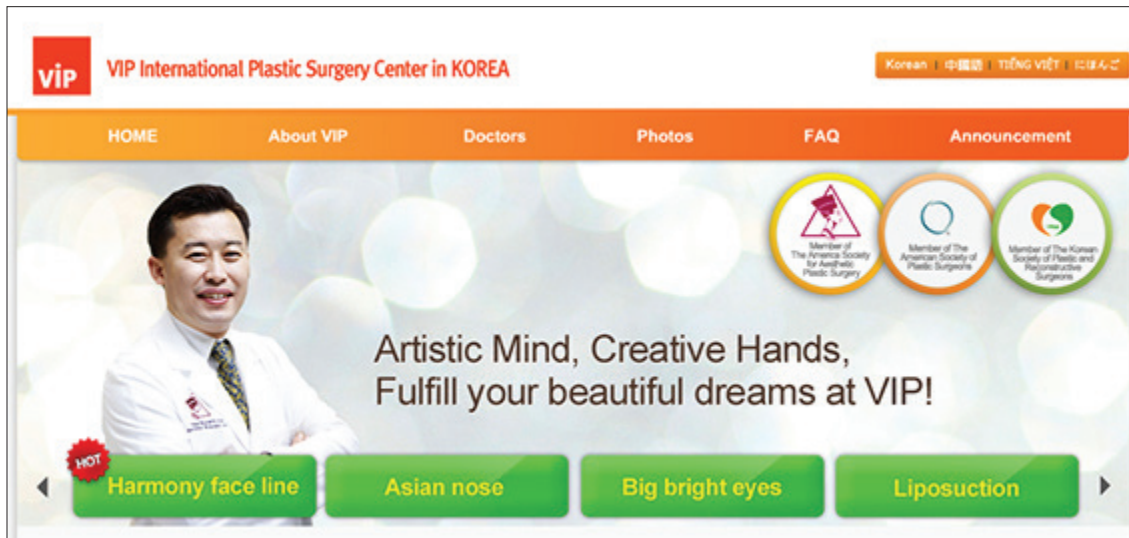 vip
VIP International Plastic Surgery Center in KOREA
Korean | 中國語 | TIẾNG VIỆT | にほんご
HOME About VIP Doctors Photos FAQ Announcement
Member of
The America Society
for Aesthetic
Plastic Surgery
Member of The
American Society of
Plastic Surgeons
Member of The Korean
Society of Plastic and
Reconstructive
Surgeons
Artistic Mind, Creative Hands,
Fulfill your beautiful dreams at VIP!
HOT
Harmony face line Asian nose Big bright eyes Liposuction